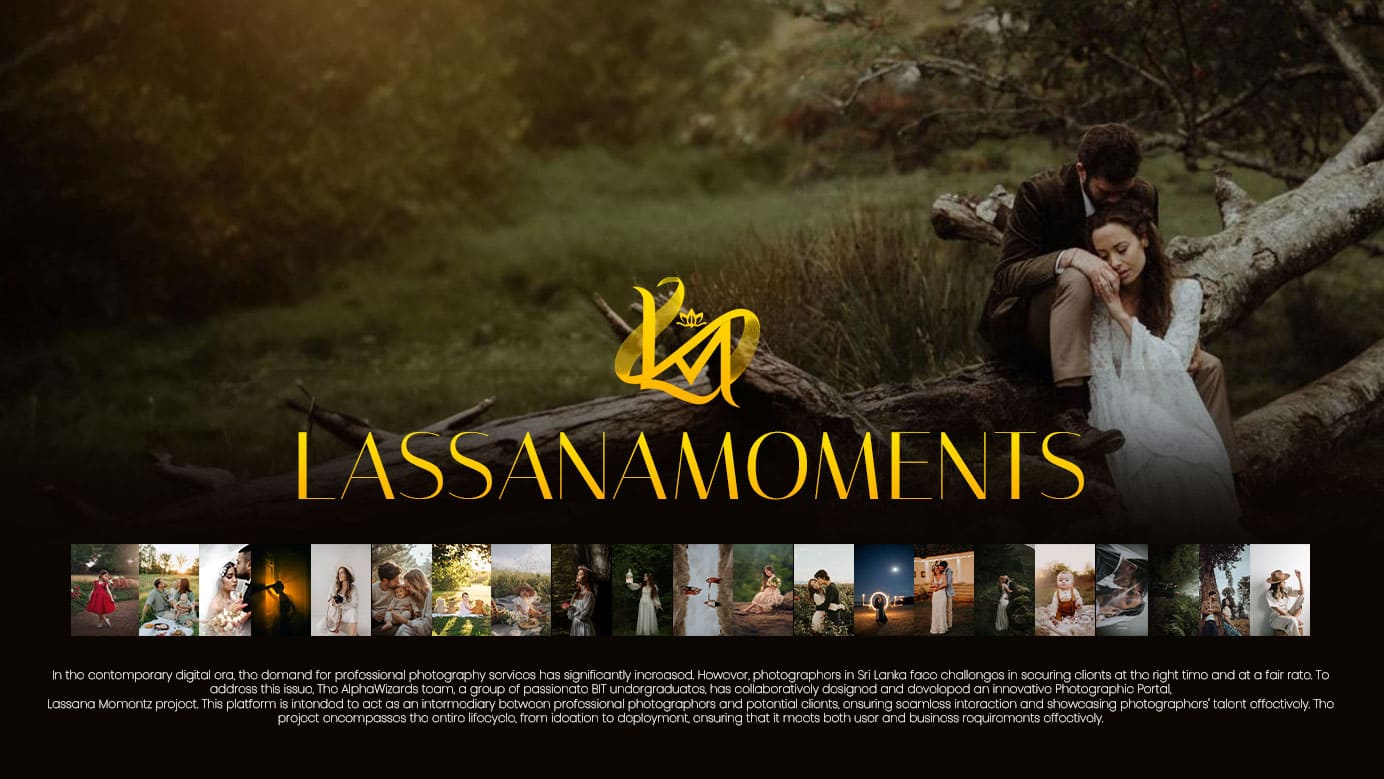 LASSANAMOMENTS
LOVE
In the contemporary digital era, the demand for professional photography services has significantly increased. However, photographers in Sri Lanka face challenges in securing clients at the right time and at a fair rate. To
address this issue, The AlphaWizards team, a group of passionate BIT undergraduates, has collaboratively designed and developed an innovative Photographic Portal,
Lassana Momentz project. This platform is intended to act as an intermediary between professional photographers and potential clients, ensuring seamless interaction and showcasing photographers' talent effectively. The
project encompasses the entire lifecycle, from ideation to deployment, ensuring that it meets both user and business requirements effectively.